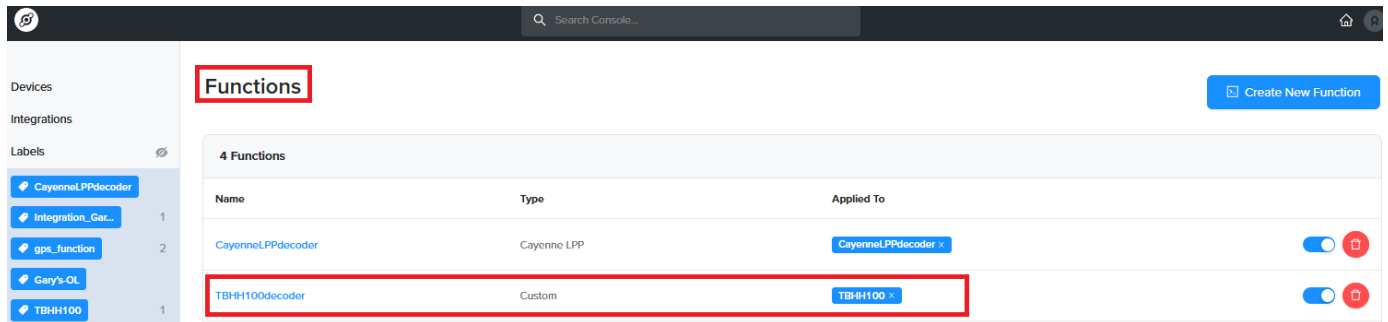 Search Console...
Devices
Integrations
Labels
CayenneLPPdecoder
Integration_Gar... 1
gps_function 2
Gary's-OL
TBHH100 1
Functions
Create New Function
4 Functions
Name Type Applied To
CayenneLPPdecoder Cayenne LPP CayenneLPPdecoder ×
TBHH100decoder Custom TBHH100 ×